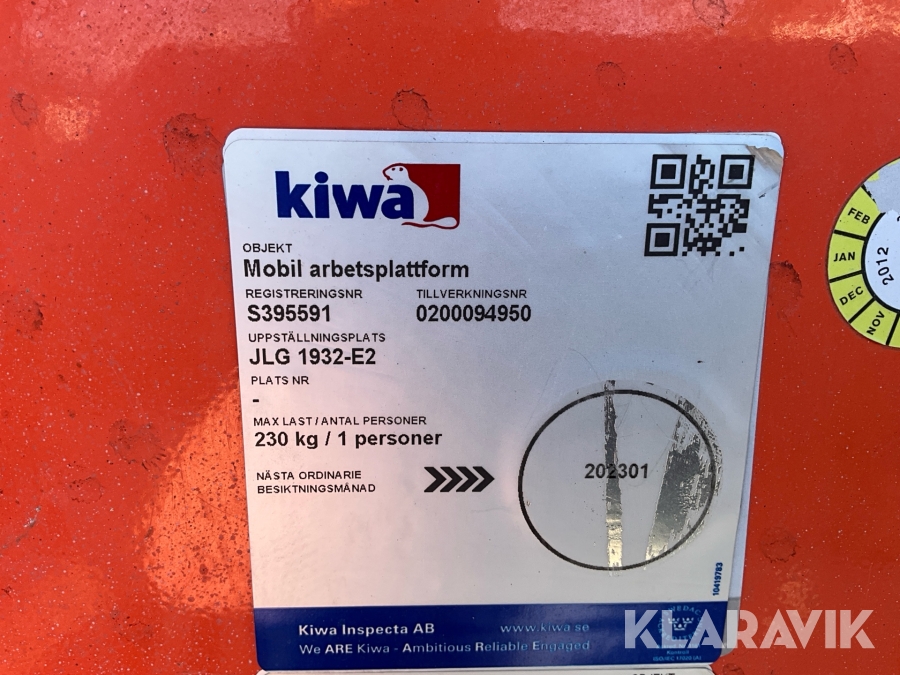 kiwa
OBJEKT
Mobil arbetsplattform
REGISTRERINGSNR TILLVERKNINGSNR
S395591 0200094950
UPPSTÄLLNINGSPLATS
JLG 1932-E2
PLATS NR
-
MAX LAST / ANTAL PERSONER
230 kg / 1 personer
NÄSTA ORDINARIE
BESIKTNINGSMÅNAD
202301
10419783
Kiwa Inspecta AB www.kiwa.se
We ARE Kiwa - Ambitious Reliable Engaged
FEB
JAN
DEC
NOV
2012
KLARAVIK